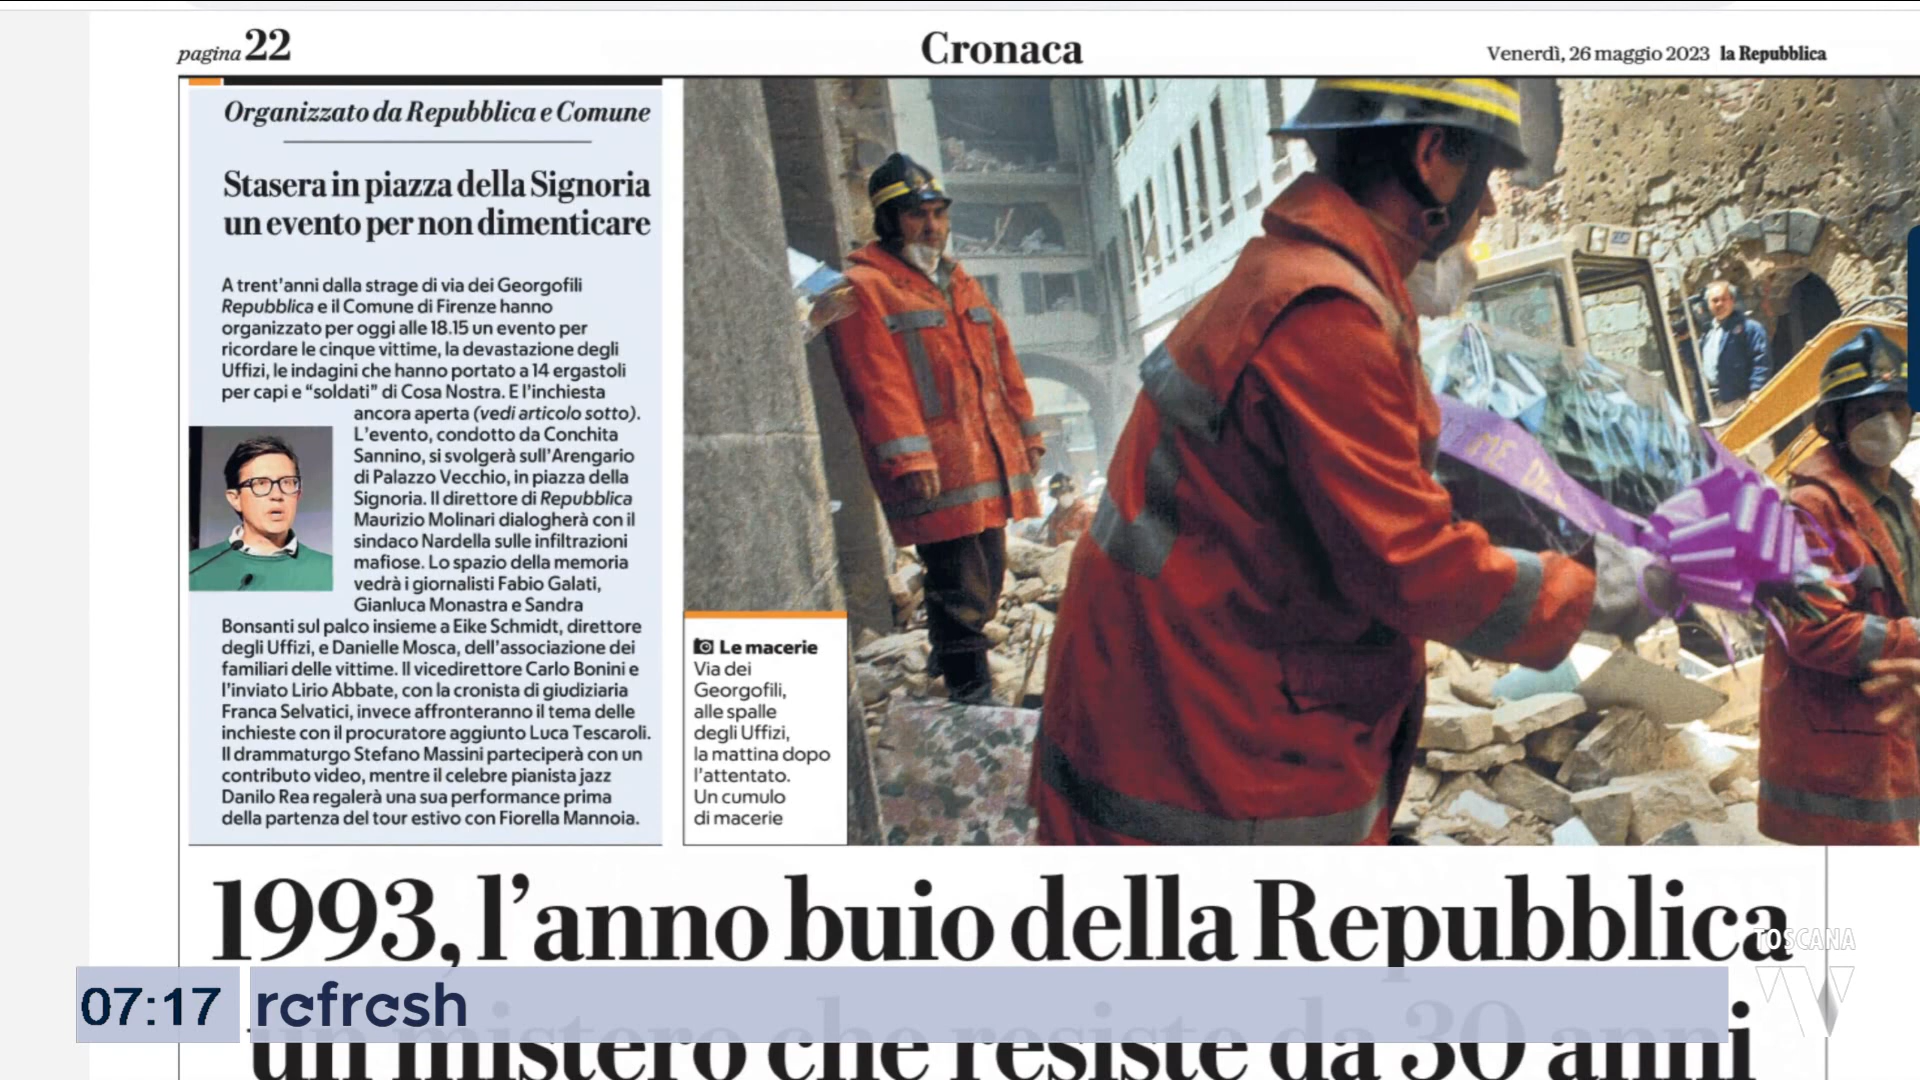 pagina 22
Cronaca
Venerdì, 26 maggio 2023 la Repubblica
Organizzato da Repubblica e Comune
Stasera in piazza della Signoria
un evento per non dimenticare
A trent'anni dalla strage di via dei Georgofili
Repubblica e il Comune di Firenze hanno
organizzato per oggi alle 18.15 un evento per
ricordare le cinque vittime, la devastazione degli
Uffizi, le indagini che hanno portato a 14 ergastoli
per capi e “soldati” di Cosa Nostra. E l'inchiesta
ancora aperta (vedi articolo sotto).
L'evento, condotto da Conchita
Sannino, si svolgerà sull'Arengario
di Palazzo Vecchio, in piazza della
Signoria. Il direttore di Repubblica
Maurizio Molinari dialogherà con il
sindaco Nardella sulle infiltrazioni
mafiose. Lo spazio della memoria
vedrà i giornalisti Fabio Galati,
Gianluca Monastra e Sandra
Bonsanti sul palco insieme a Eike Schmidt, direttore
degli Uffizi, e Danielle Mosca, dell'associazione dei
familiari delle vittime. Il vicedirettore Carlo Bonini e
l'inviato Lirio Abbate, con la cronista di giudiziaria
Franca Selvatici, invece affronteranno il tema delle
inchieste con il procuratore aggiunto Luca Tescaroli.
Il drammaturgo Stefano Massini parteciperà con un
contributo video, mentre il celebre pianista jazz
Danilo Rea regalerà una sua performance prima
della partenza del tour estivo con Fiorella Mannoia.
Le macerie
Via dei
Georgofili,
alle spalle
degli Uffizi,
la mattina dopo
l'attentato.
Un cumulo
di macerie
1993, l'anno buio della Repubblica
un mistero che resiste da 30 anni
07:17 refresh
TOSCANA
TV